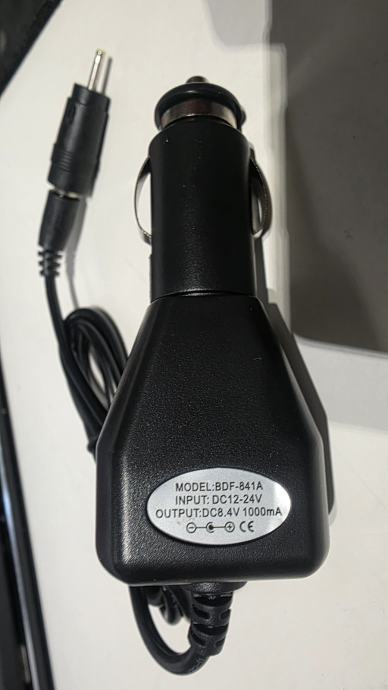 MODEL:BDF-841A
INPUT: DC12-24V
OUTPUT:DC8.4V 1000mA
CE